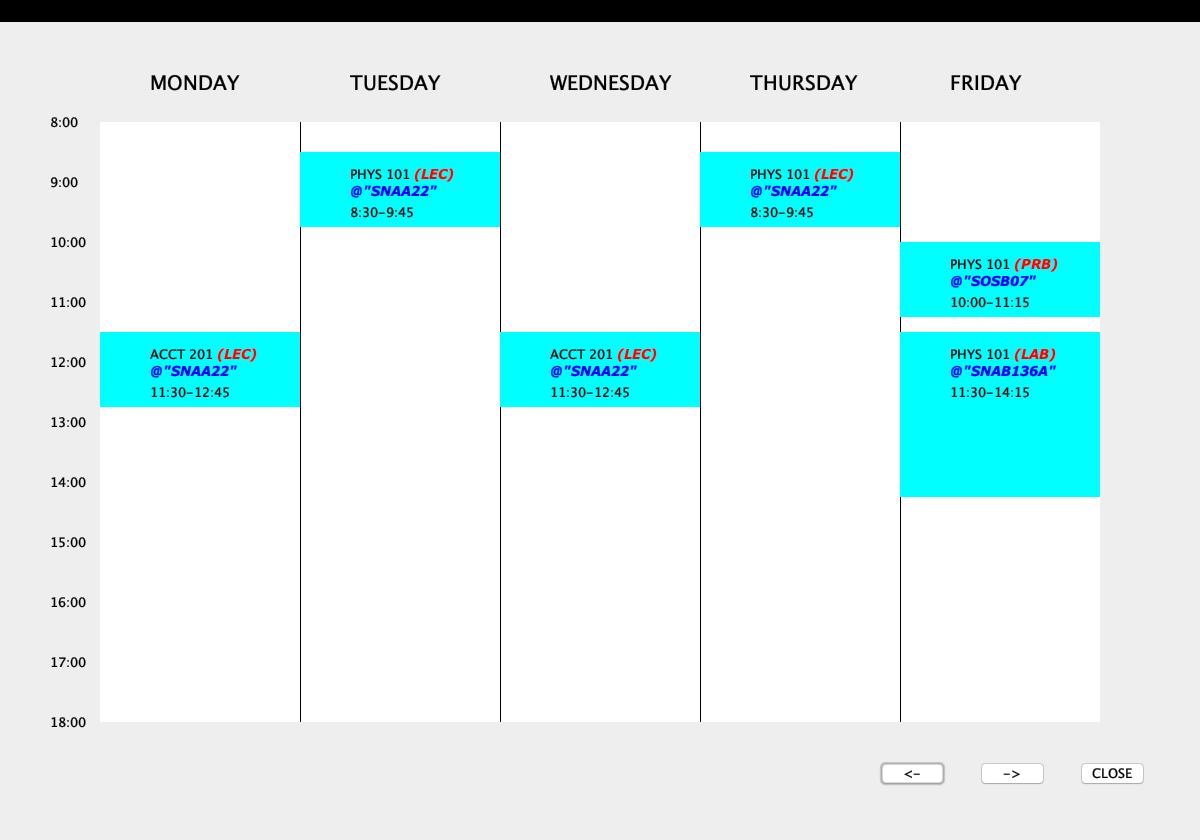 MONDAY TUESDAY WEDNESDAY THURSDAY FRIDAY
8:00
PHYS 101 (LEC)
@"SNAA22"
8:30-9:45
PHYS 101 (LEC)
@"SNAA22"
8:30-9:45
9:00
10:00
PHYS 101 (PRB)
@"SOSB07"
10:00-11:15
11:00
ACCT 201 (LEC)
@"SNAA22"
11:30-12:45
ACCT 201 (LEC)
@"SNAA22"
11:30-12:45
PHYS 101 (LAB)
@"SNAB136A"
11:30-14:15
12:00
13:00
14:00
15:00
16:00
17:00
18:00
<- -> CLOSE